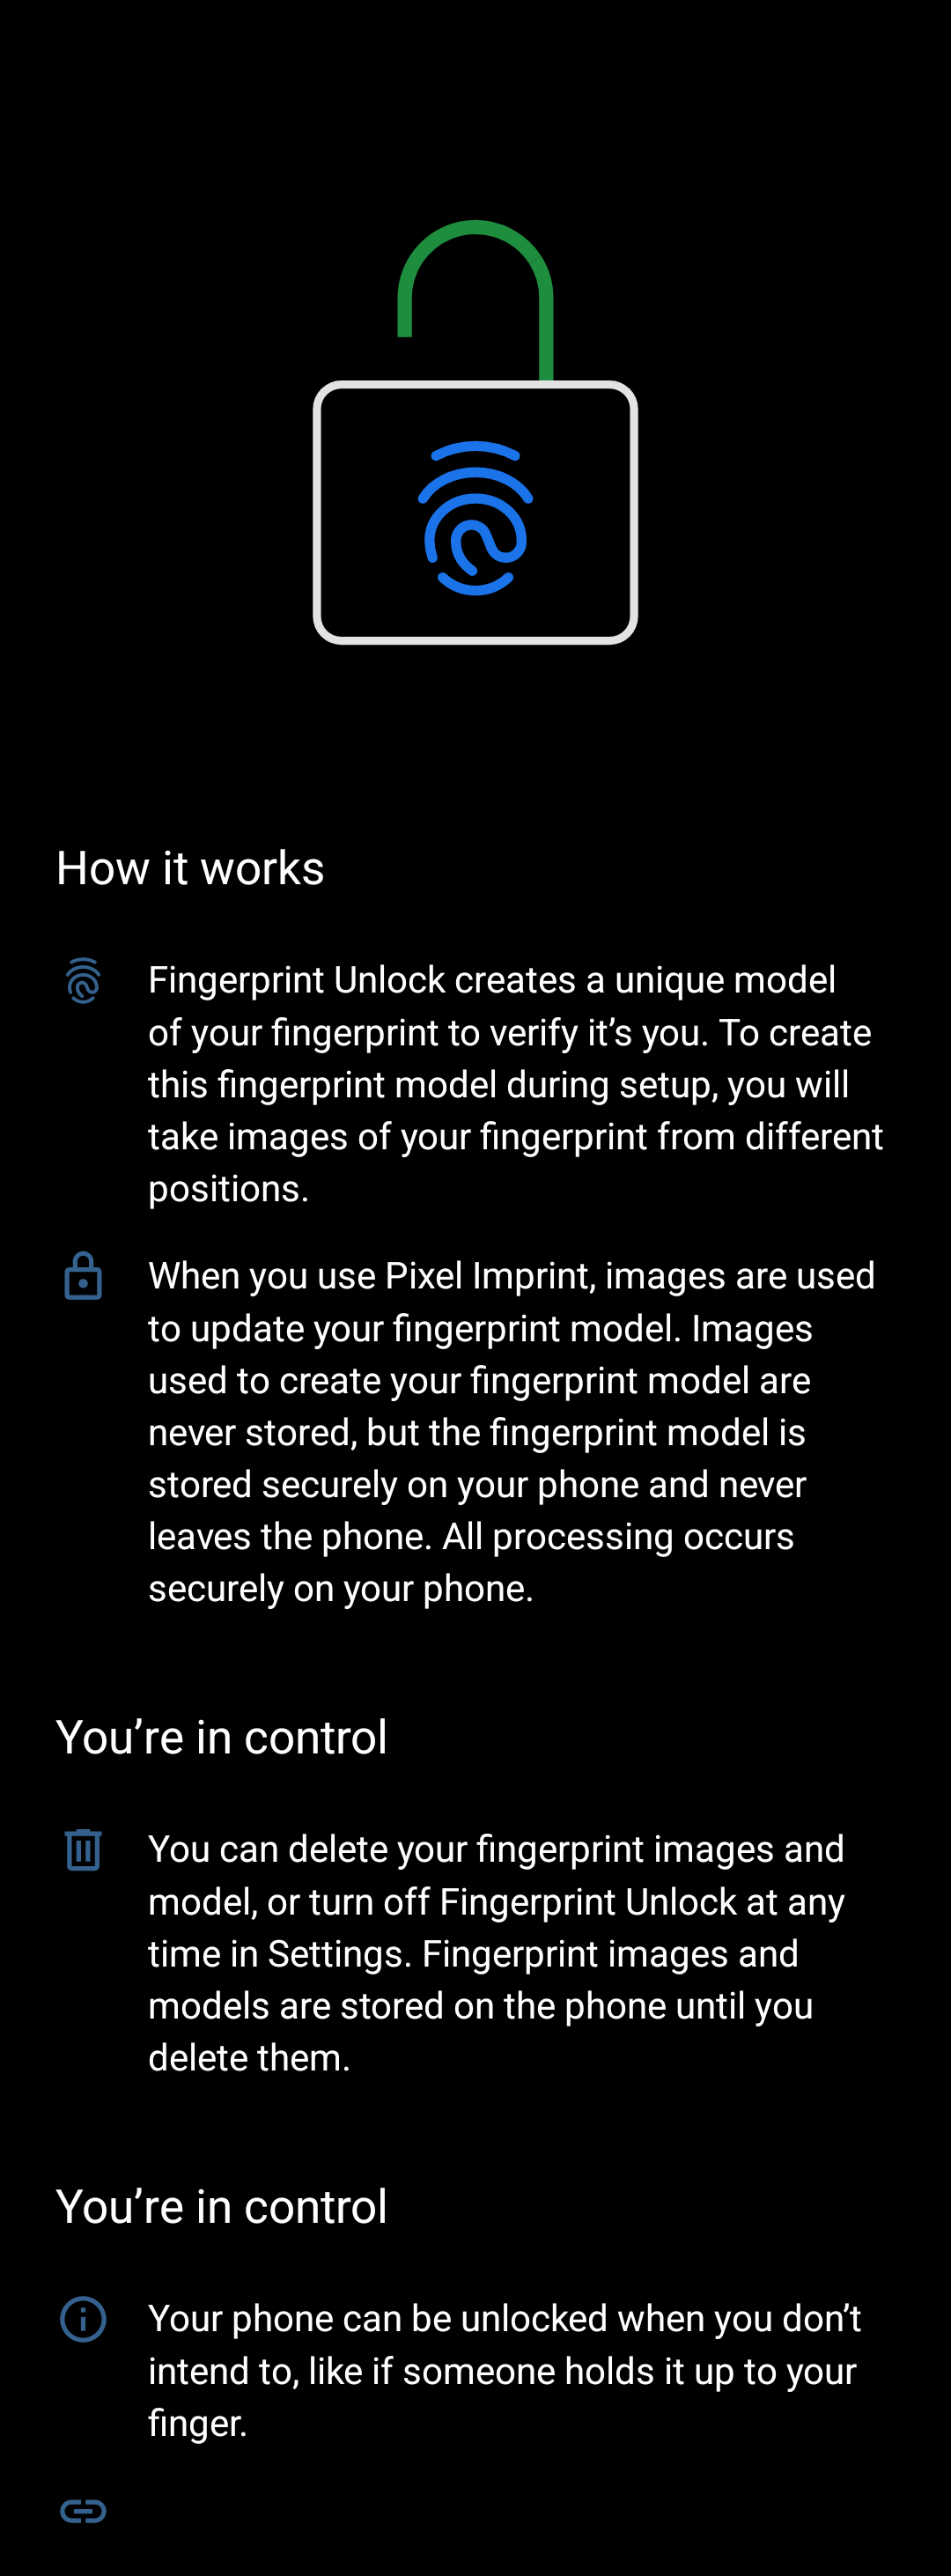 How it works
Fingerprint Unlock creates a unique model
of your fingerprint to verify it’s you. To create
this fingerprint model during setup, you will
take images of your fingerprint from different
positions.
When you use Pixel Imprint, images are used
to update your fingerprint model. Images
used to create your fingerprint model are
never stored, but the fingerprint model is
stored securely on your phone and never
leaves the phone. All processing occurs
securely on your phone.
You’re in control
You can delete your fingerprint images and
model, or turn off Fingerprint Unlock at any
time in Settings. Fingerprint images and
models are stored on the phone until you
delete them.
You’re in control
Your phone can be unlocked when you don’t
intend to, like if someone holds it up to your
finger.